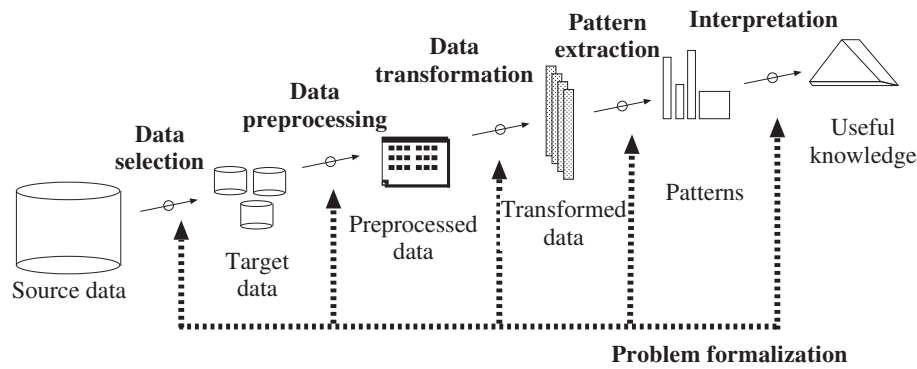 Data
selection
Data
preprocessing
Data
transformation
Pattern
extraction
Interpretation
Source data
Target
data
Preprocessed
data
Transformed
data
Patterns
Useful
knowledge
Problem formalization